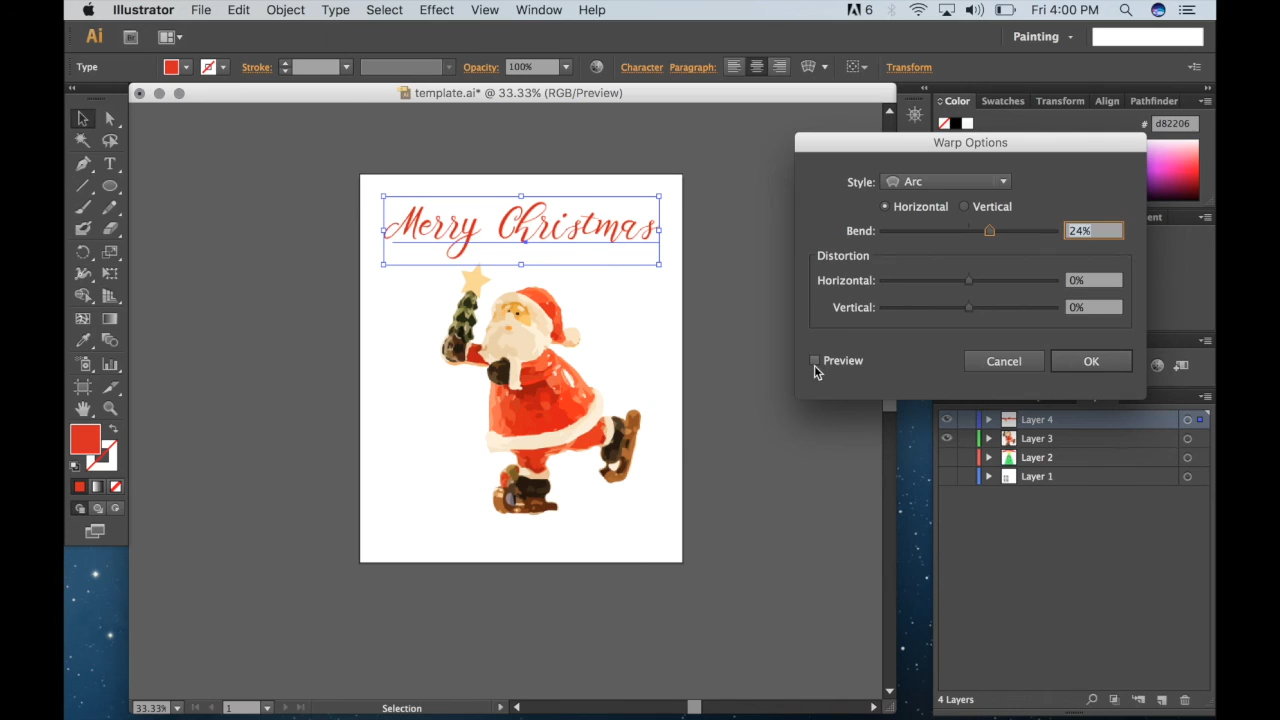 Illustrator File Edit Object Type Select Effect View Window Help 6 Fri 4:00 PM
Ai Br Painting
Type Stroke: Opacity: 100% Character Paragraph: Transform
template.ai* @ 33.33% (RGB/Preview)
Color Swatches Transform Align Pathfinder
# d82206
Warp Options
Style: Arc
Horizontal Vertical
Bend: 24%
Distortion
Horizontal: 0%
Vertical: 0%
Preview Cancel OK
Merry Christmas
Layer 4
Layer 3
Layer 2
Layer 1
4 Layers
33.33% 1 Selection